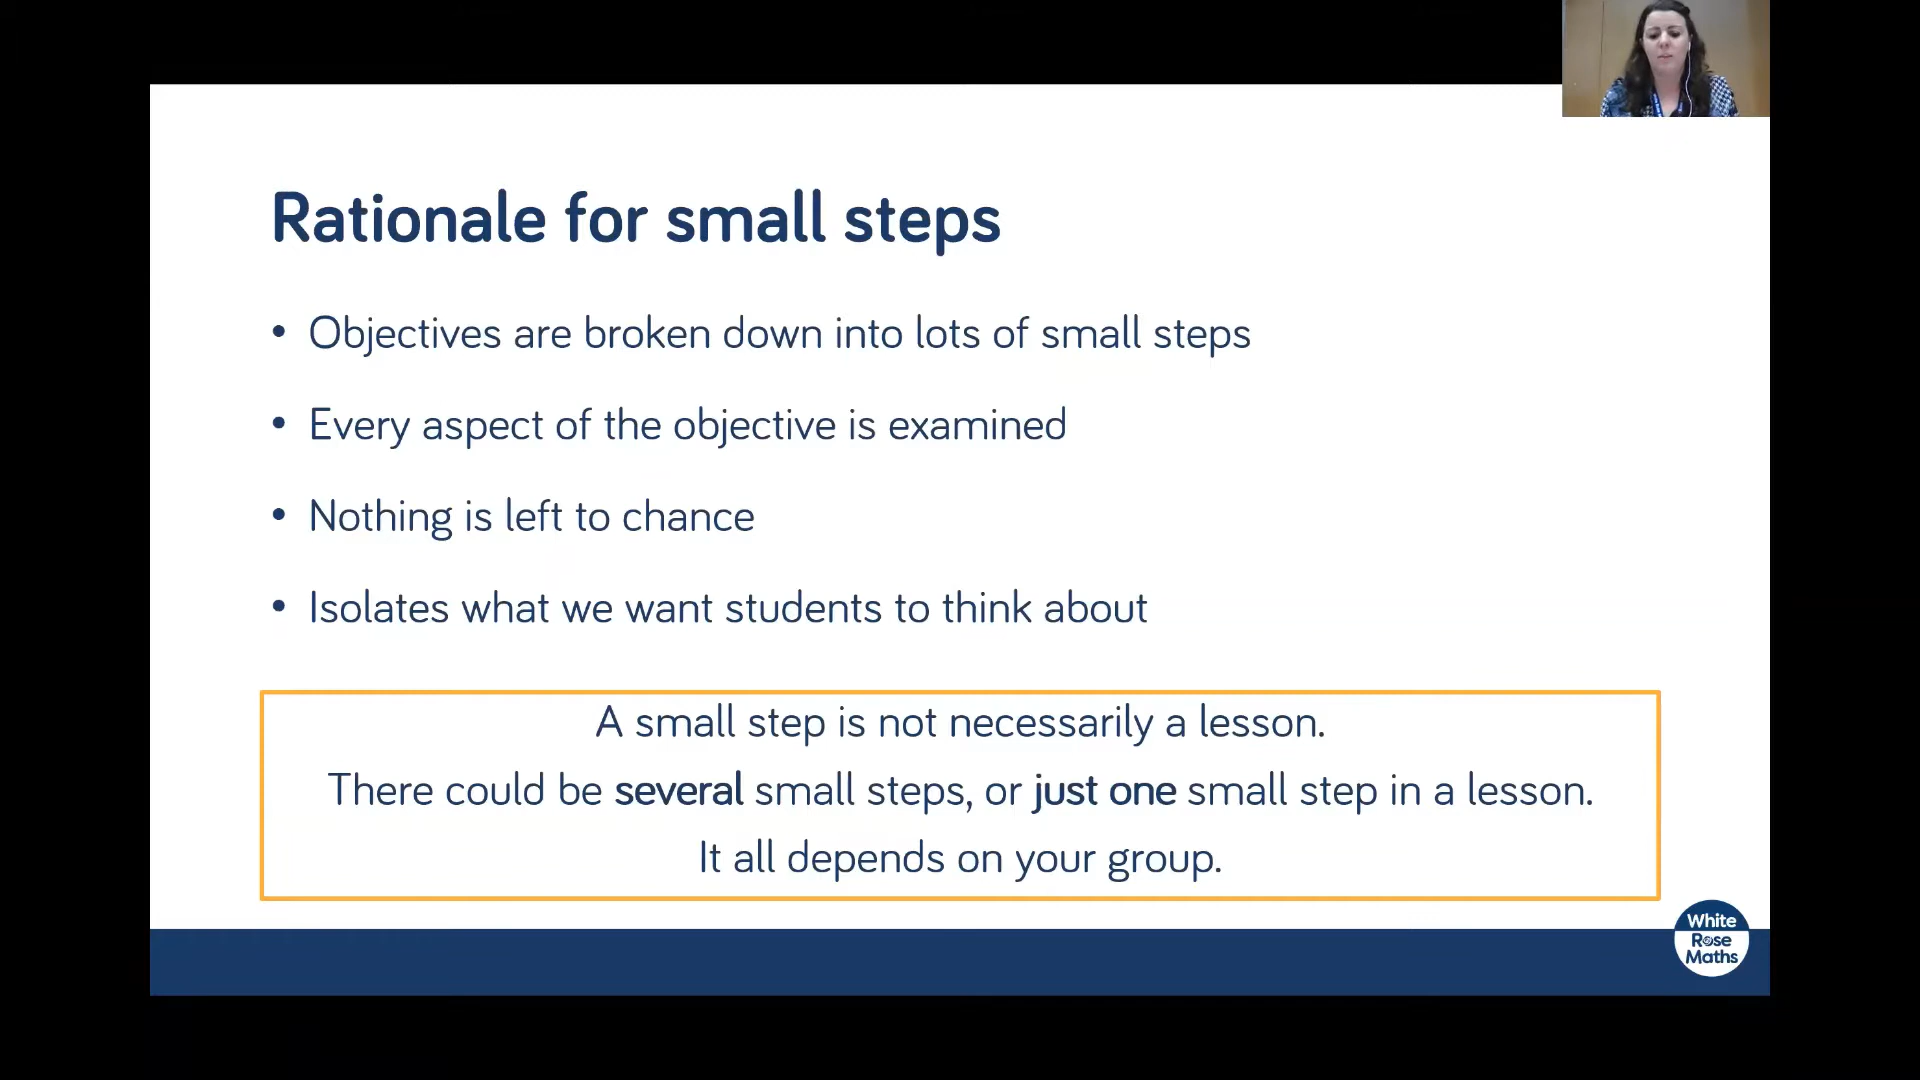 Rationale for small steps
• Objectives are broken down into lots of small steps
• Every aspect of the objective is examined
• Nothing is left to chance
• Isolates what we want students to think about
A small step is not necessarily a lesson.
There could be several small steps, or just one small step in a lesson.
It all depends on your group.
White
Rose
Maths